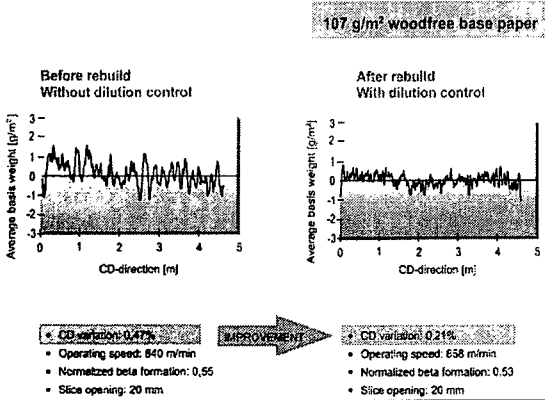 107 g/m² woodfree base paper
Before rebuild
Without dilution control
After rebuild
With dilution control
Average basis weight [g/m²]
3
2
1
0
-1
-2
-3
0 1 2 3 4 5
CD-direction [m]
Average basis weight [g/m²]
3
2
1
0
-1
-2
-3
0 1 2 3 4 5
CD-direction [m]
• CD variation: 0,47%
• Operating speed: 640 m/min
• Normalized beta formation: 0,55
• Slice opening: 20 mm
IMPROVEMENT
• CD variation: 0,21%
• Operating speed: 658 m/min
• Normalized beta formation: 0.53
• Slice opening: 20 mm